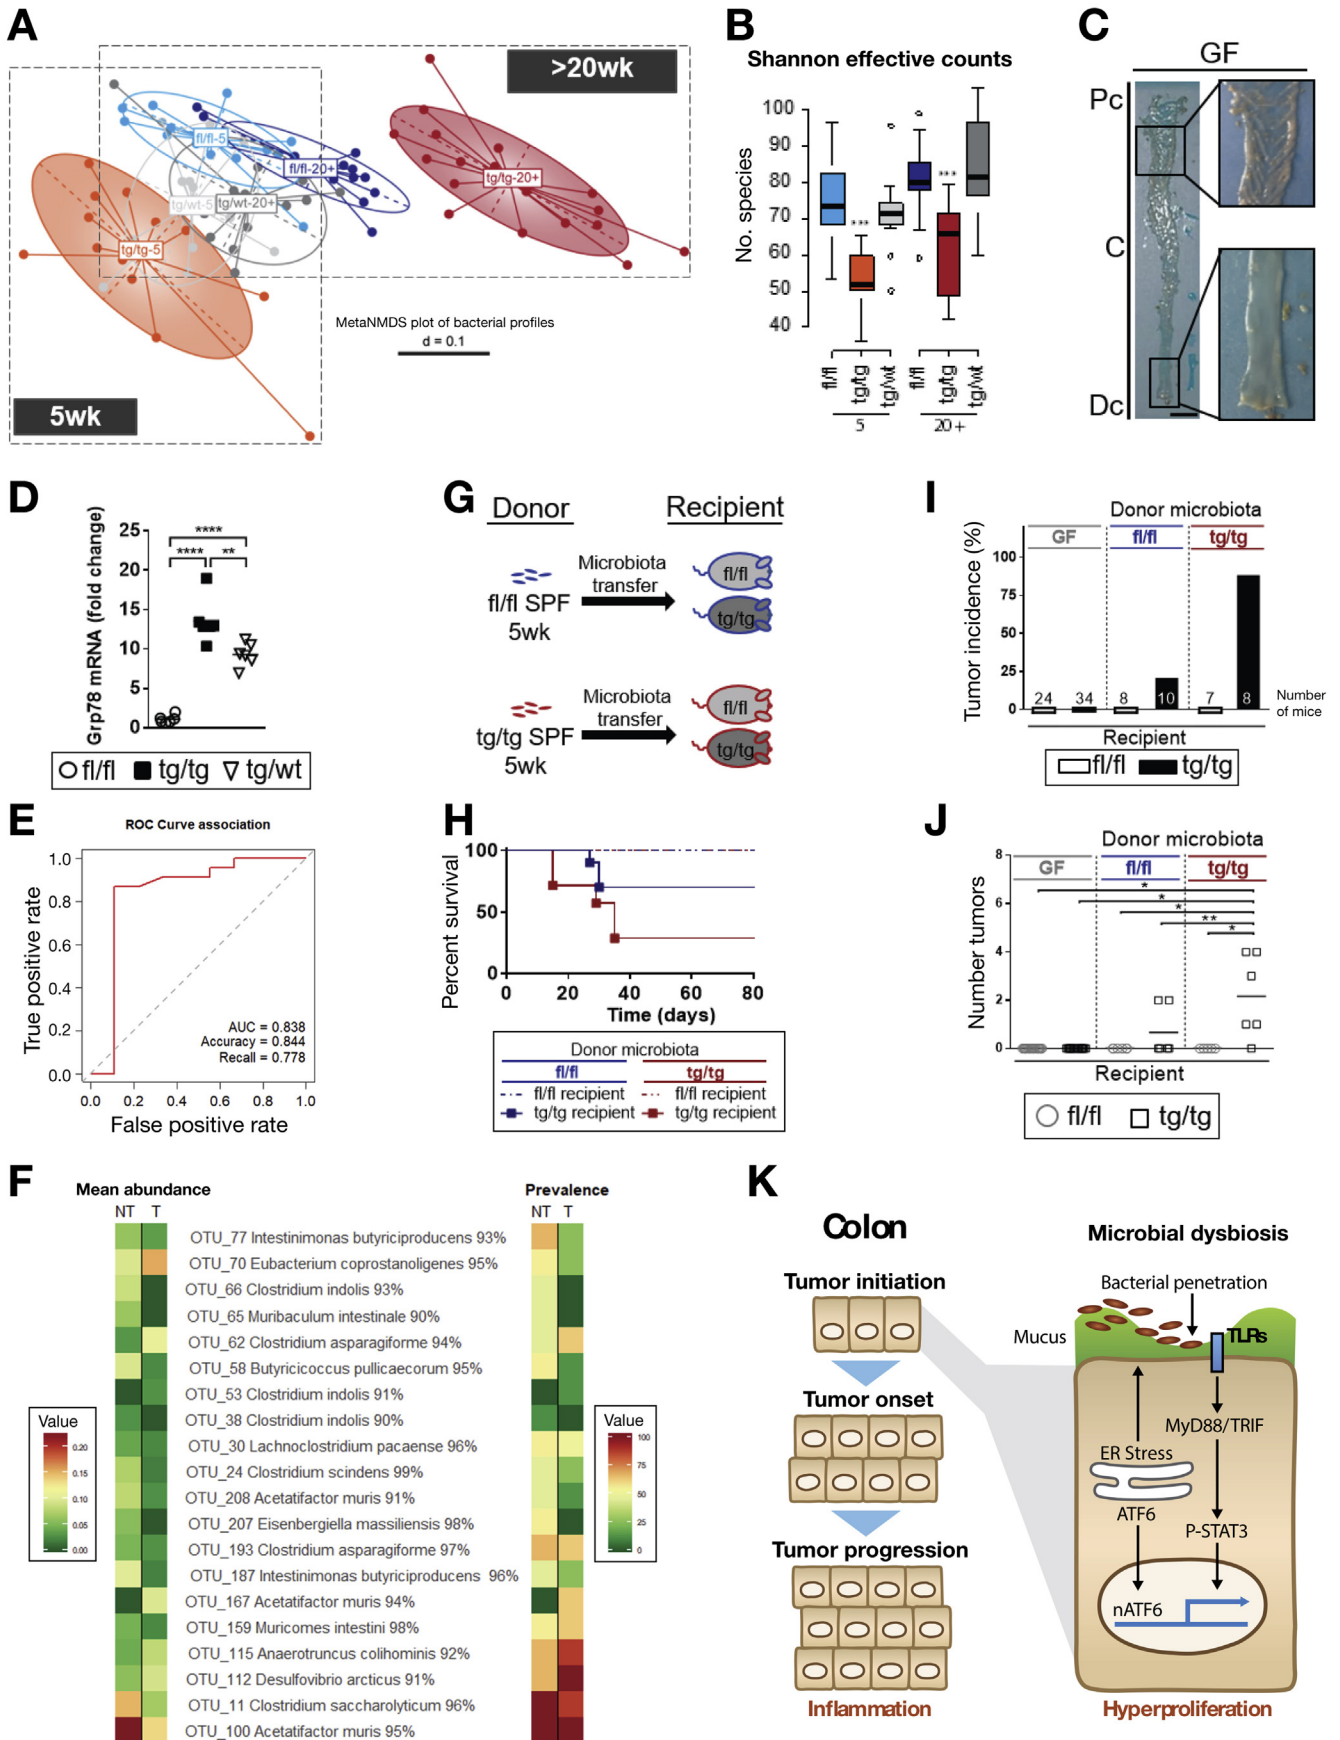 A
>20wk
fl/fl-5
fl/fl-20+
tg/tg-20+
tg/wt-5
tg/wt-20+
tg/tg-5
MetaNMDS plot of bacterial profiles
d = 0.1
5wk
B
Shannon effective counts
No. species
100
90
80
70
60
50
40
***
***
fl/fl
tg/tg
tg/wt
fl/fl
tg/tg
tg/wt
5
20+
C
GF
Pc
C
Dc
D
Grp78 mRNA (fold change)
25
20
15
10
5
0
****
****
**
fl/fl
tg/tg
tg/wt
E
ROC Curve association
True positive rate
1.0
0.8
0.6
0.4
0.2
0.0
AUC = 0.838
Accuracy = 0.844
Recall = 0.778
0.0 0.2 0.4 0.6 0.8 1.0
False positive rate
F
Mean abundance
Prevalence
NT T
NT T
OTU_77 Intestinimonas butyriciproducens 93%
OTU_70 Eubacterium coprostanoligenes 95%
OTU_66 Clostridium indolis 93%
OTU_65 Muribaculum intestinale 90%
OTU_62 Clostridium asparagiforme 94%
OTU_58 Butyricicoccus pullicaecorum 95%
OTU_53 Clostridium indolis 91%
OTU_38 Clostridium indolis 90%
OTU_30 Lachnoclostridium pacaense 96%
OTU_24 Clostridium scindens 99%
OTU_208 Acetatifactor muris 91%
OTU_207 Eisenbergiella massiliensis 98%
OTU_193 Clostridium asparagiforme 97%
OTU_187 Intestinimonas butyriciproducens 96%
OTU_167 Acetatifactor muris 94%
OTU_159 Muricomes intestini 98%
OTU_115 Anaerotruncus colihominis 92%
OTU_112 Desulfovibrio arcticus 91%
OTU_11 Clostridium saccharolyticum 96%
OTU_100 Acetatifactor muris 95%
Value
0.20
0.15
0.10
0.05
0.00
Value
100
75
50
25
0
G
Donor
Recipient
Microbiota
transfer
fl/fl SPF
5wk
fl/fl
tg/tg
Microbiota
transfer
tg/tg SPF
5wk
fl/fl
tg/tg
H
Percent survival
100
50
0
0 20 40 60 80
Time (days)
Donor microbiota
fl/fl
tg/tg
fl/fl recipient
fl/fl recipient
tg/tg recipient
tg/tg recipient
I
Donor microbiota
GF
fl/fl
tg/tg
Tumor incidence (%)
100
75
50
25
0
24 34 8 10 7 8
Number
of mice
Recipient
fl/fl
tg/tg
J
Donor microbiota
GF
fl/fl
tg/tg
Number tumors
8
6
4
2
0
*
*
*
**
*
Recipient
fl/fl
tg/tg
K
Colon
Tumor initiation
Tumor onset
Tumor progression
Inflammation
Microbial dysbiosis
Bacterial penetration
Mucus
TLRs
MyD88/TRIF
ER Stress
ATF6
P-STAT3
nATF6
Hyperproliferation